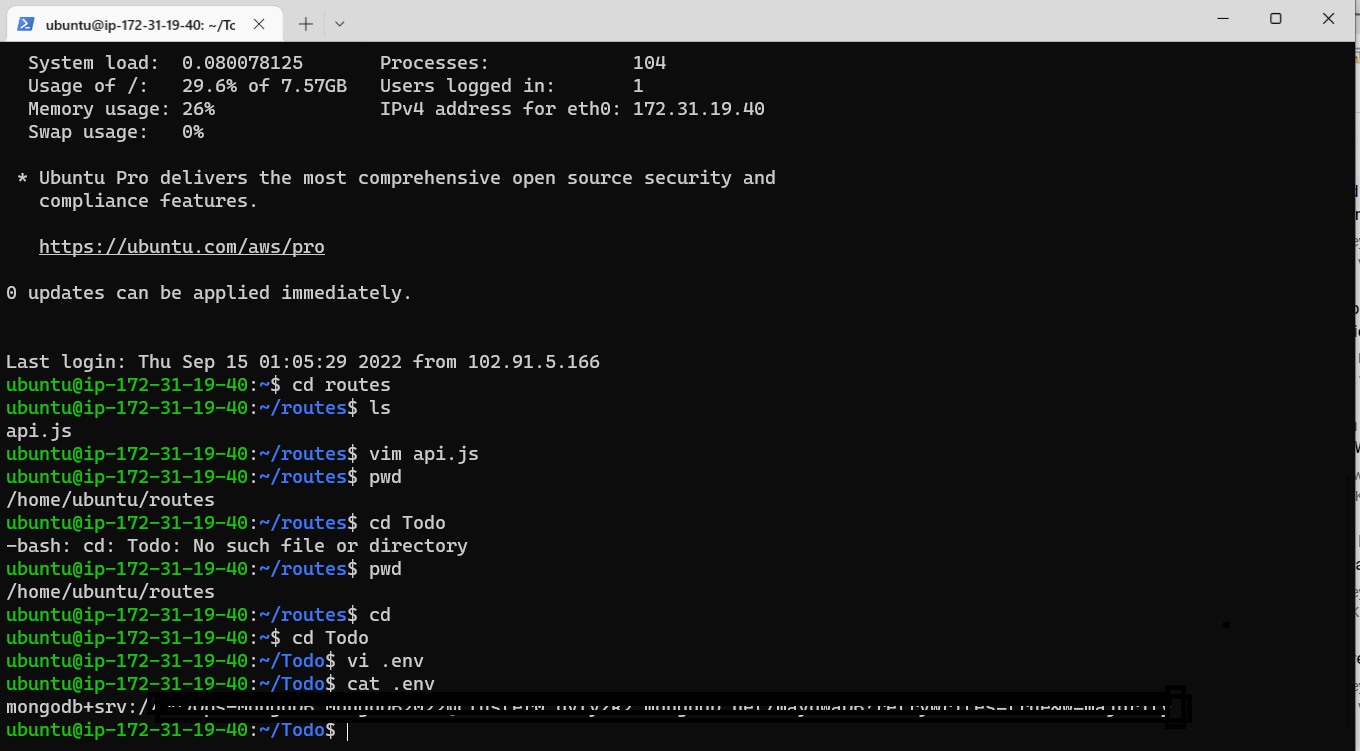 ubuntu@ip-172-31-19-40: ~/To
System load: 0.080078125 Processes: 104
Usage of /: 29.6% of 7.57GB Users logged in: 1
Memory usage: 26% IPv4 address for eth0: 172.31.19.40
Swap usage: 0%
* Ubuntu Pro delivers the most comprehensive open source security and
compliance features.
https://ubuntu.com/aws/pro
0 updates can be applied immediately.
Last login: Thu Sep 15 01:05:29 2022 from 102.91.5.166
ubuntu@ip-172-31-19-40:~$ cd routes
ubuntu@ip-172-31-19-40:~/routes$ ls
api.js
ubuntu@ip-172-31-19-40:~/routes$ vim api.js
ubuntu@ip-172-31-19-40:~/routes$ pwd
/home/ubuntu/routes
ubuntu@ip-172-31-19-40:~/routes$ cd Todo
-bash: cd: Todo: No such file or directory
ubuntu@ip-172-31-19-40:~/routes$ pwd
/home/ubuntu/routes
ubuntu@ip-172-31-19-40:~/routes$ cd
ubuntu@ip-172-31-19-40:~$ cd Todo
ubuntu@ip-172-31-19-40:~/Todo$ vi .env
ubuntu@ip-172-31-19-40:~/Todo$ cat .env
mongodb+srv:/
ubuntu@ip-172-31-19-40:~/Todo$